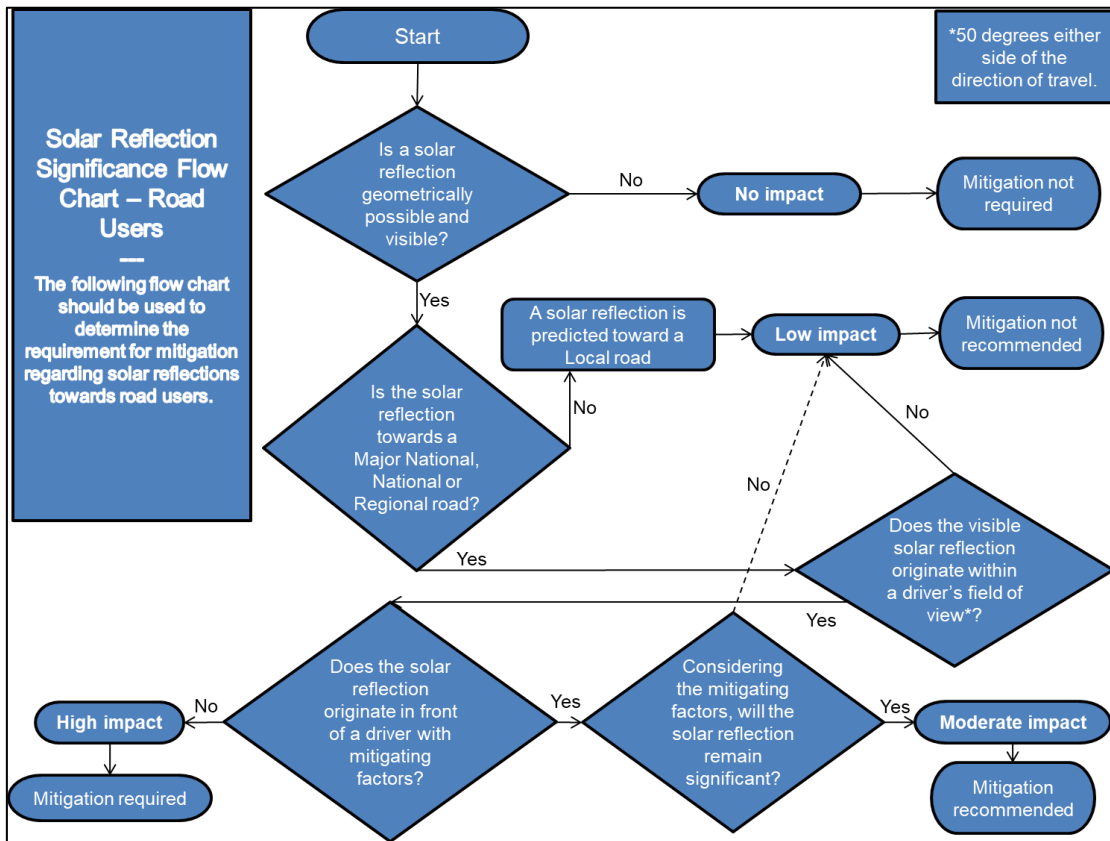 Solar Reflection
Significance Flow
Chart – Road
Users
---
The following flow chart
should be used to
determine the
requirement for mitigation
regarding solar reflections
towards road users.
Start
*50 degrees either
side of the
direction of travel.
Is a solar
reflection
geometrically
possible and
visible?
No
No impact
Mitigation not
required
Yes
Is the solar
reflection
towards a
Major National,
National or
Regional road?
No
A solar reflection is
predicted toward a
Local road
Low impact
Mitigation not
recommended
Yes
Does the visible
solar reflection
originate within
a driver's field of
view*?
No
Yes
Does the solar
reflection
originate in front
of a driver with
mitigating
factors?
No
High impact
Mitigation required
Yes
Considering
the mitigating
factors, will the
solar reflection
remain
significant?
No
Yes
Moderate impact
Mitigation
recommended